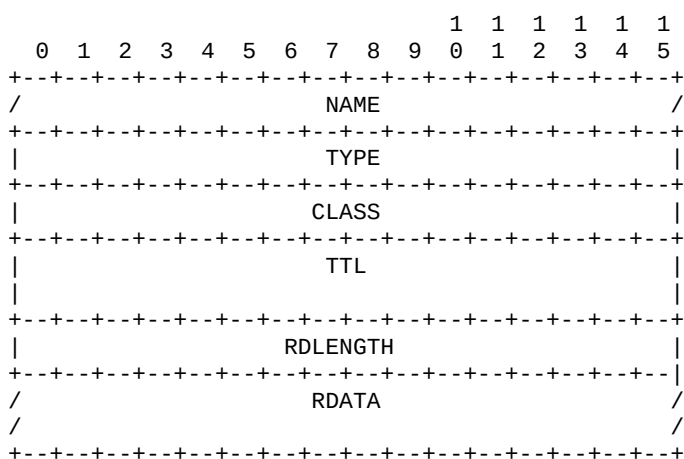 1  1  1  1  1  1
  0  1  2  3  4  5  6  7  8  9  0  1  2  3  4  5
+--+--+--+--+--+--+--+--+--+--+--+--+--+--+--+--+
/                      NAME                     /
+--+--+--+--+--+--+--+--+--+--+--+--+--+--+--+--+
|                      TYPE                     |
+--+--+--+--+--+--+--+--+--+--+--+--+--+--+--+--+
|                     CLASS                     |
+--+--+--+--+--+--+--+--+--+--+--+--+--+--+--+--+
|                      TTL                      |
|                                               |
+--+--+--+--+--+--+--+--+--+--+--+--+--+--+--+--+
|                   RDLENGTH                    |
+--+--+--+--+--+--+--+--+--+--+--+--+--+--+--+--|
/                     RDATA                     /
/                                               /
+--+--+--+--+--+--+--+--+--+--+--+--+--+--+--+--+